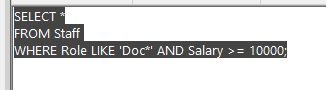 SELECT *
FROM Staff
WHERE Role LIKE 'Doc*' AND Salary >= 10000;